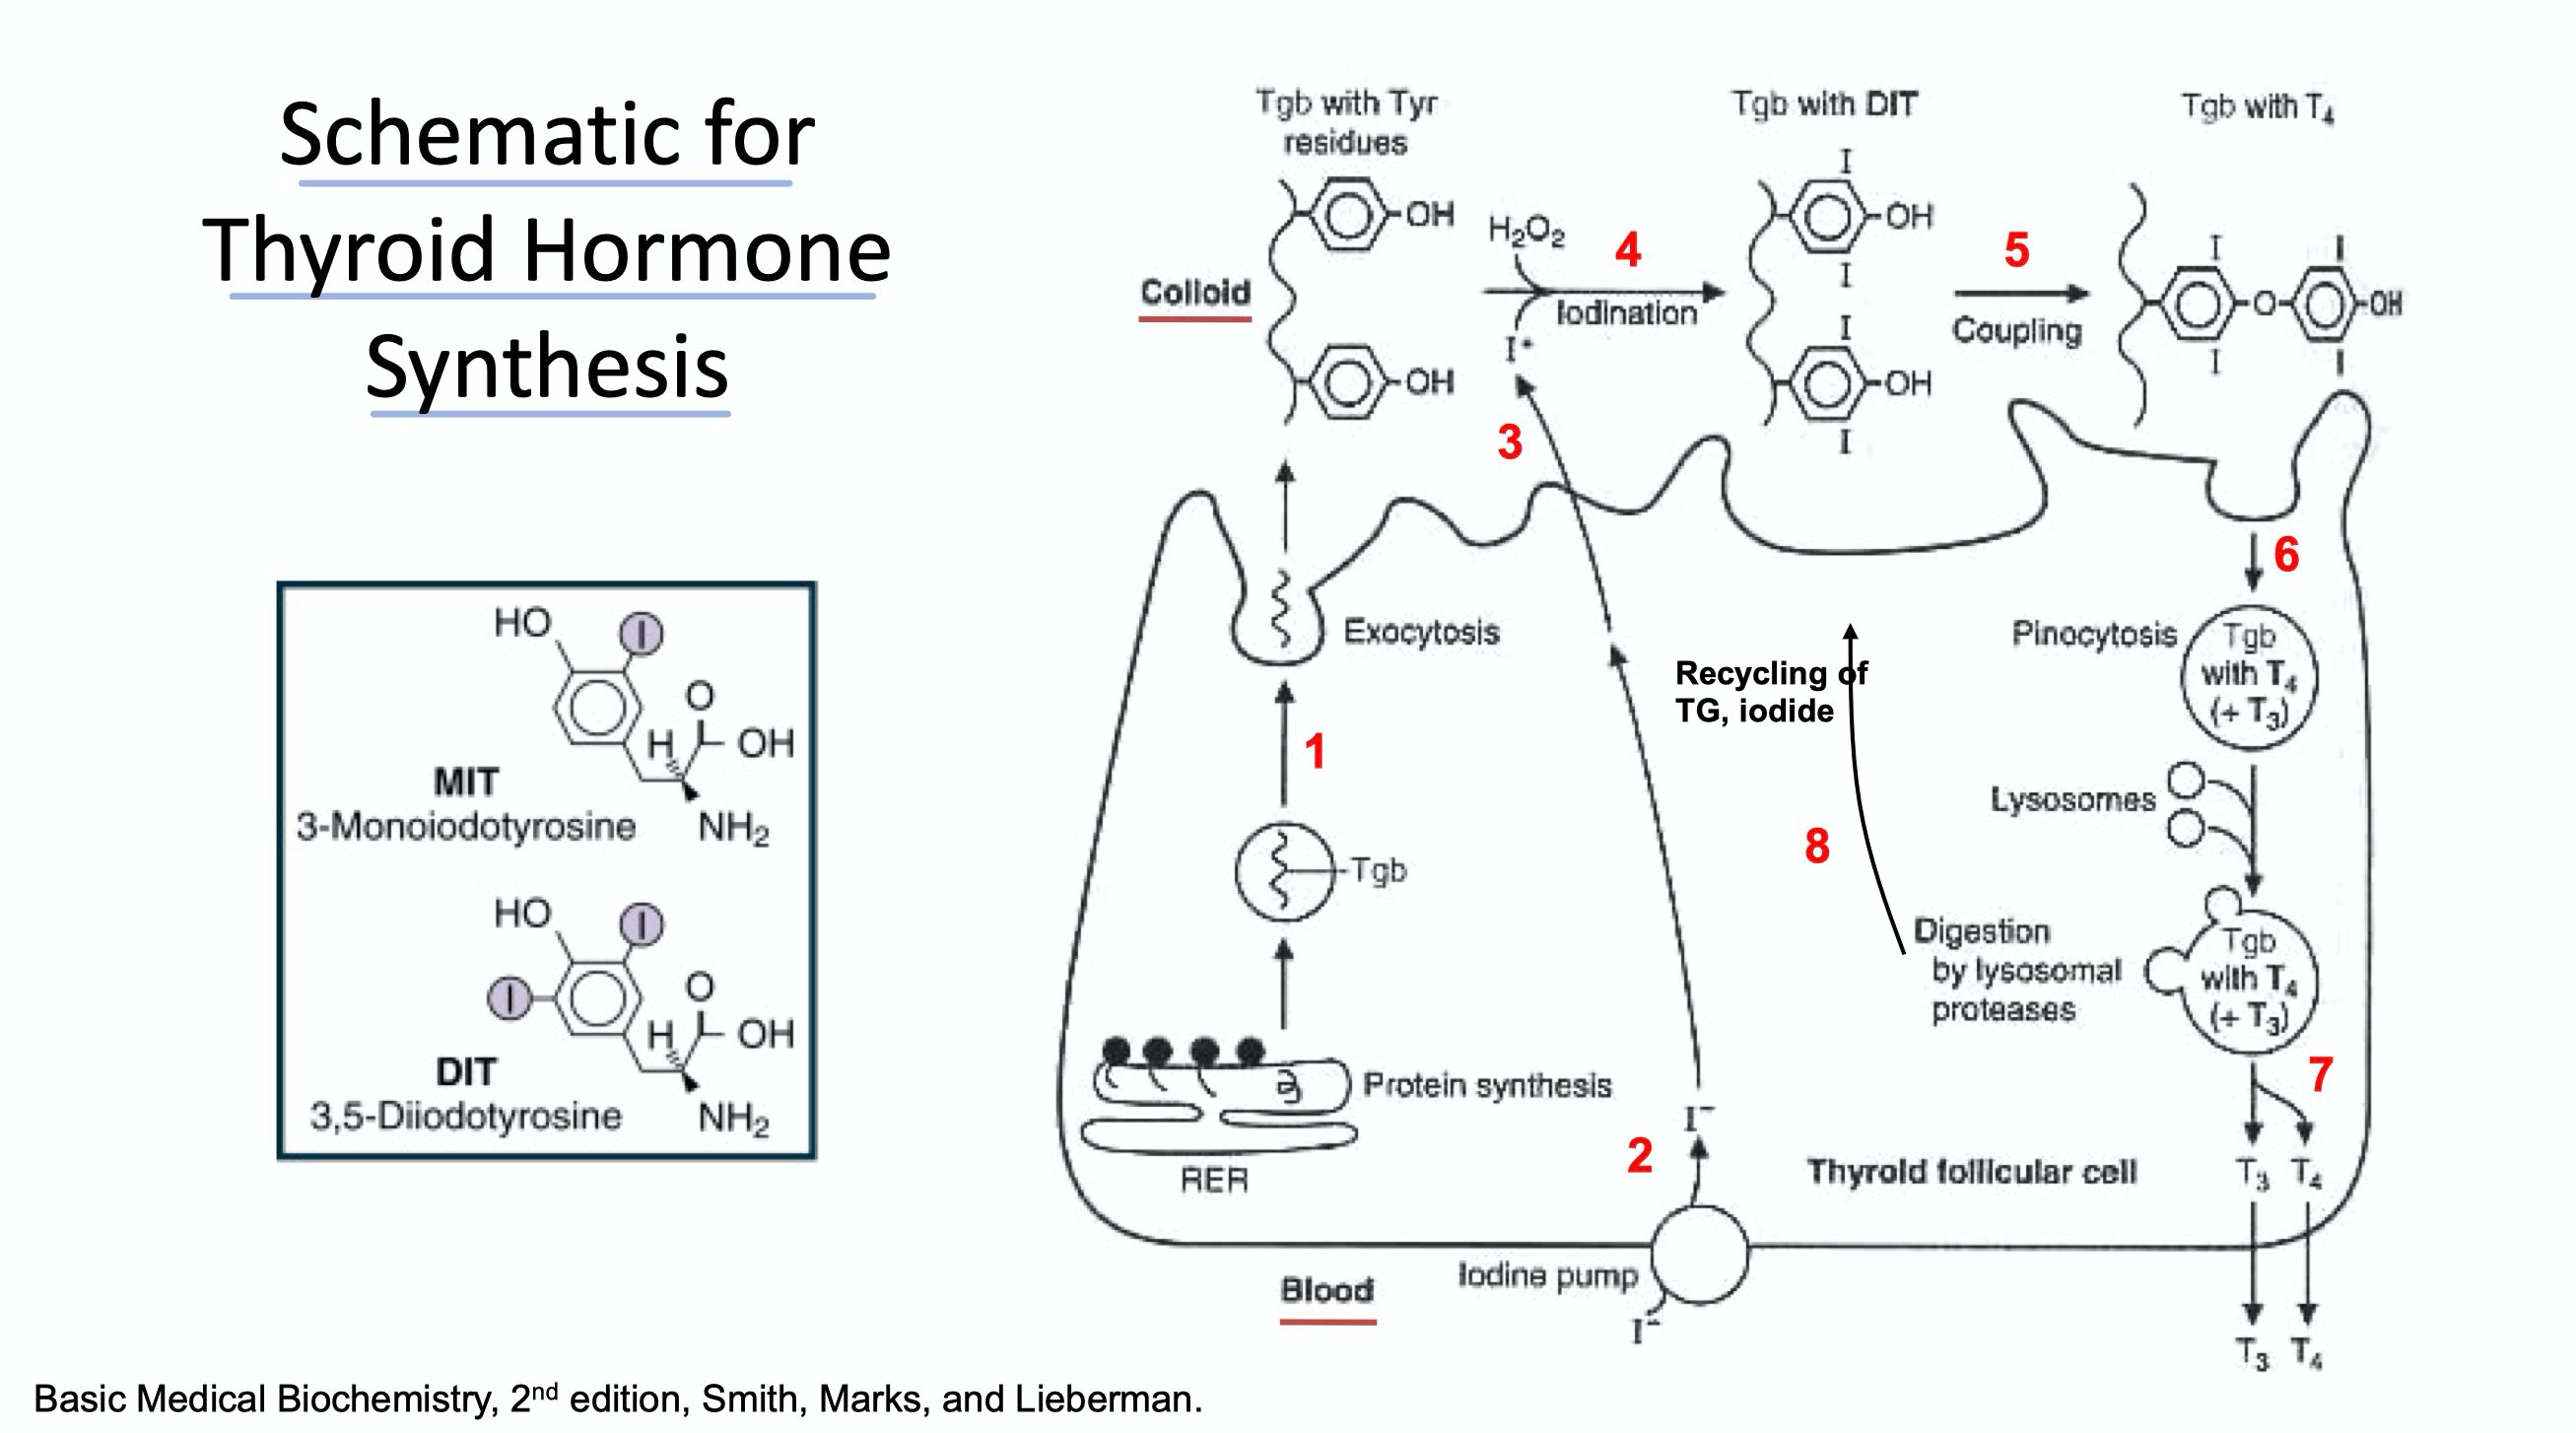 Schematic for
Thyroid Hormone
Synthesis
HO
I
O
H
OH
MIT
3-Monoiodotyrosine
NH₂
HO
I
I
O
H
OH
DIT
3,5-Diiodotyrosine
NH₂
Basic Medical Biochemistry, 2nd edition, Smith, Marks, and Lieberman.
Tgb with Tyr
residues
Tgb with DIT
Tgb with T₄
OH
H₂O₂
4
Iodination
I⁺
Colloid
OH
3
I
OH
I
I
OH
I
5
Coupling
I
I
O
OH
I
I
Exocytosis
1
Tgb
Protein synthesis
RER
Recycling of
TG, iodide
8
6
Pinocytosis
Tgb
with T₄
(+ T₃)
Lysosomes
Digestion
by lysosomal
proteases
Tgb
with T₄
(+ T₃)
7
I⁻
2
Thyroid follicular cell
T₃ T₄
Blood
Iodine pump
I⁻
T₃ T₄